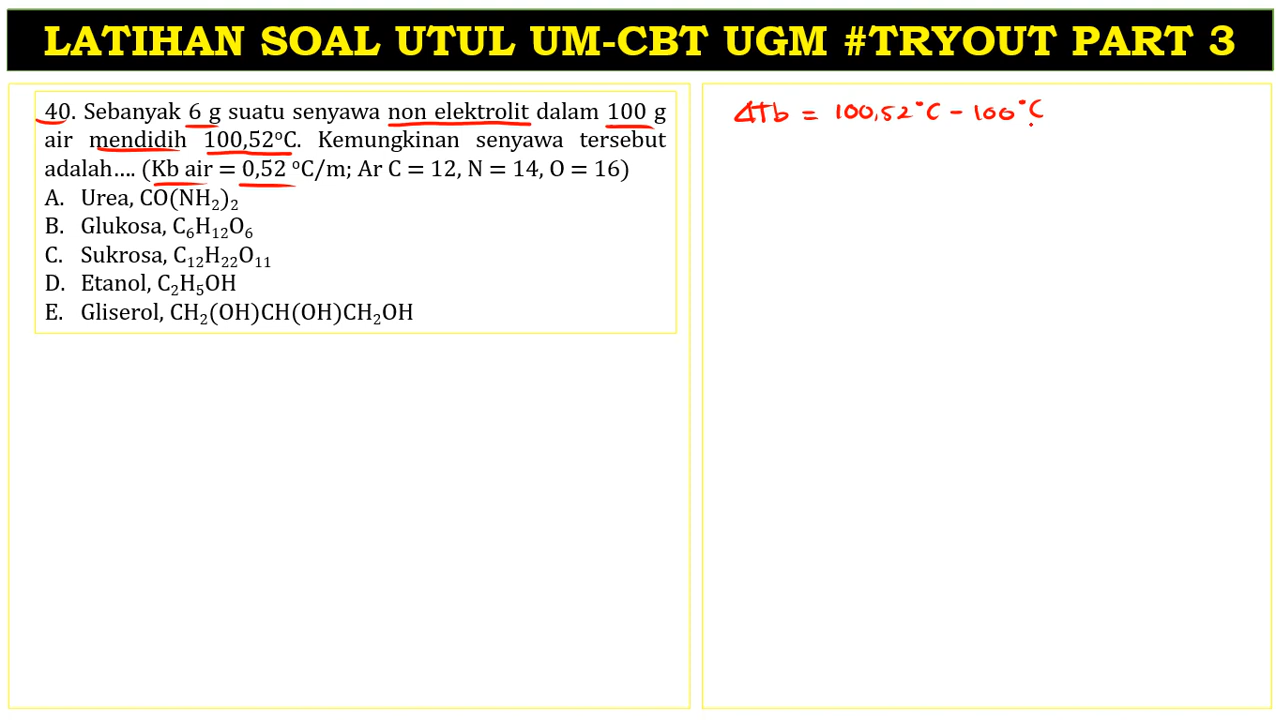 LATIHAN SOAL UTUL UM-CBT UGM #TRYOUT PART 3
40. Sebanyak 6 g suatu senyawa non elektrolit dalam 100 g
air mendidih 100,52°C. Kemungkinan senyawa tersebut
adalah.... (Kb air = 0,52 °C/m; Ar C = 12, N = 14, O = 16)
A. Urea, CO(NH₂)₂
B. Glukosa, C₆H₁₂O₆
C. Sukrosa, C₁₂H₂₂O₁₁
D. Etanol, C₂H₅OH
E. Gliserol, CH₂(OH)CH(OH)CH₂OH
ΔTb = 100,52°C - 100°C